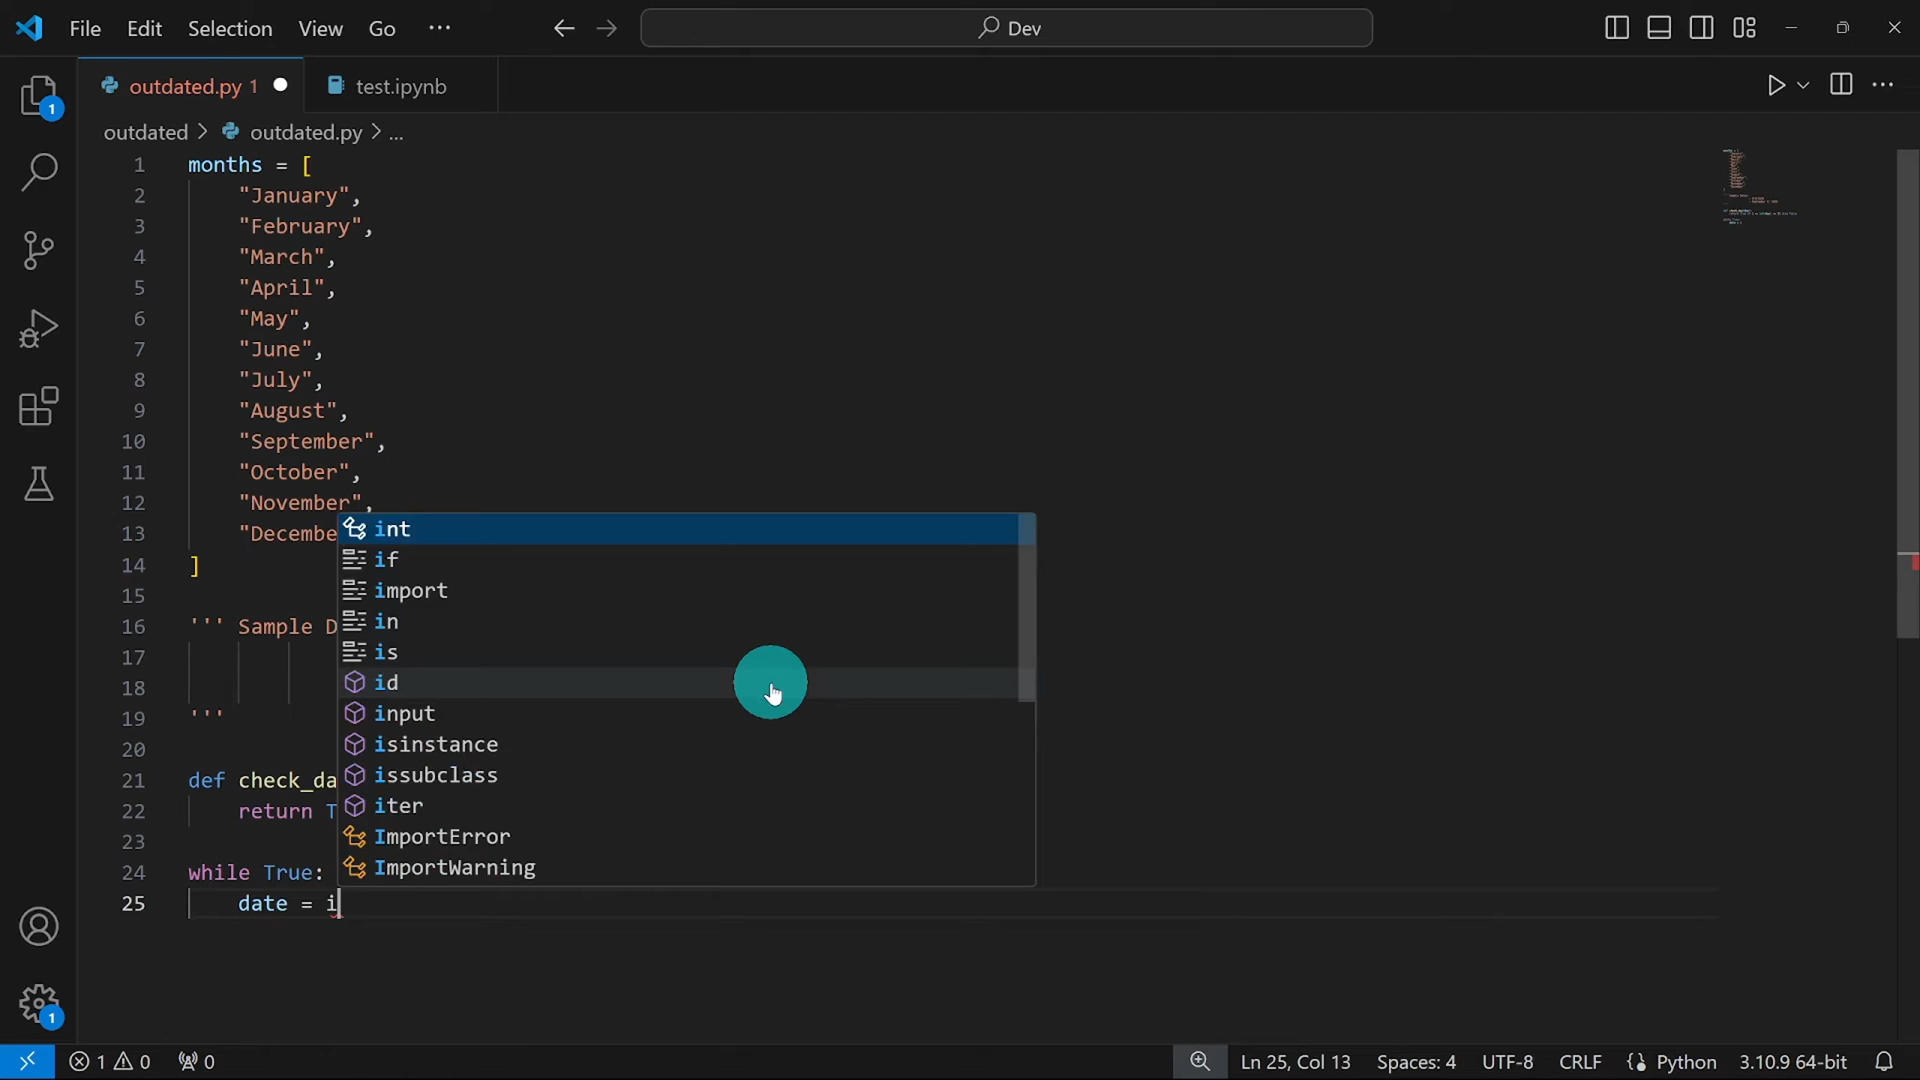 File Edit Selection View Go ··· Dev
outdated.py 1 test.ipynb
outdated > outdated.py > ...
1 months = [
2 "January",
3 "February",
4 "March",
5 "April",
6 "May",
7 "June",
8 "July",
9 "August",
10 "September",
11 "October",
12 "November",
13 "Decembe
14 ]
15
16 ''' Sample D
17
18
19 '''
20
21 def check_da
22 return T
23
24 while True:
25 date = i
int
if
import
in
is
id
input
isinstance
issubclass
iter
ImportError
ImportWarning
1
1
1 0 0 Ln 25, Col 13 Spaces: 4 UTF-8 CRLF Python 3.10.9 64-bit